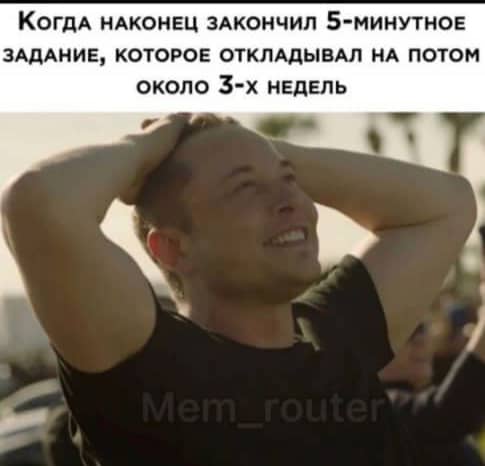 Когда наконец закончил 5-минутное
задание, которое откладывал на потом
около 3-х недель
Mem_router